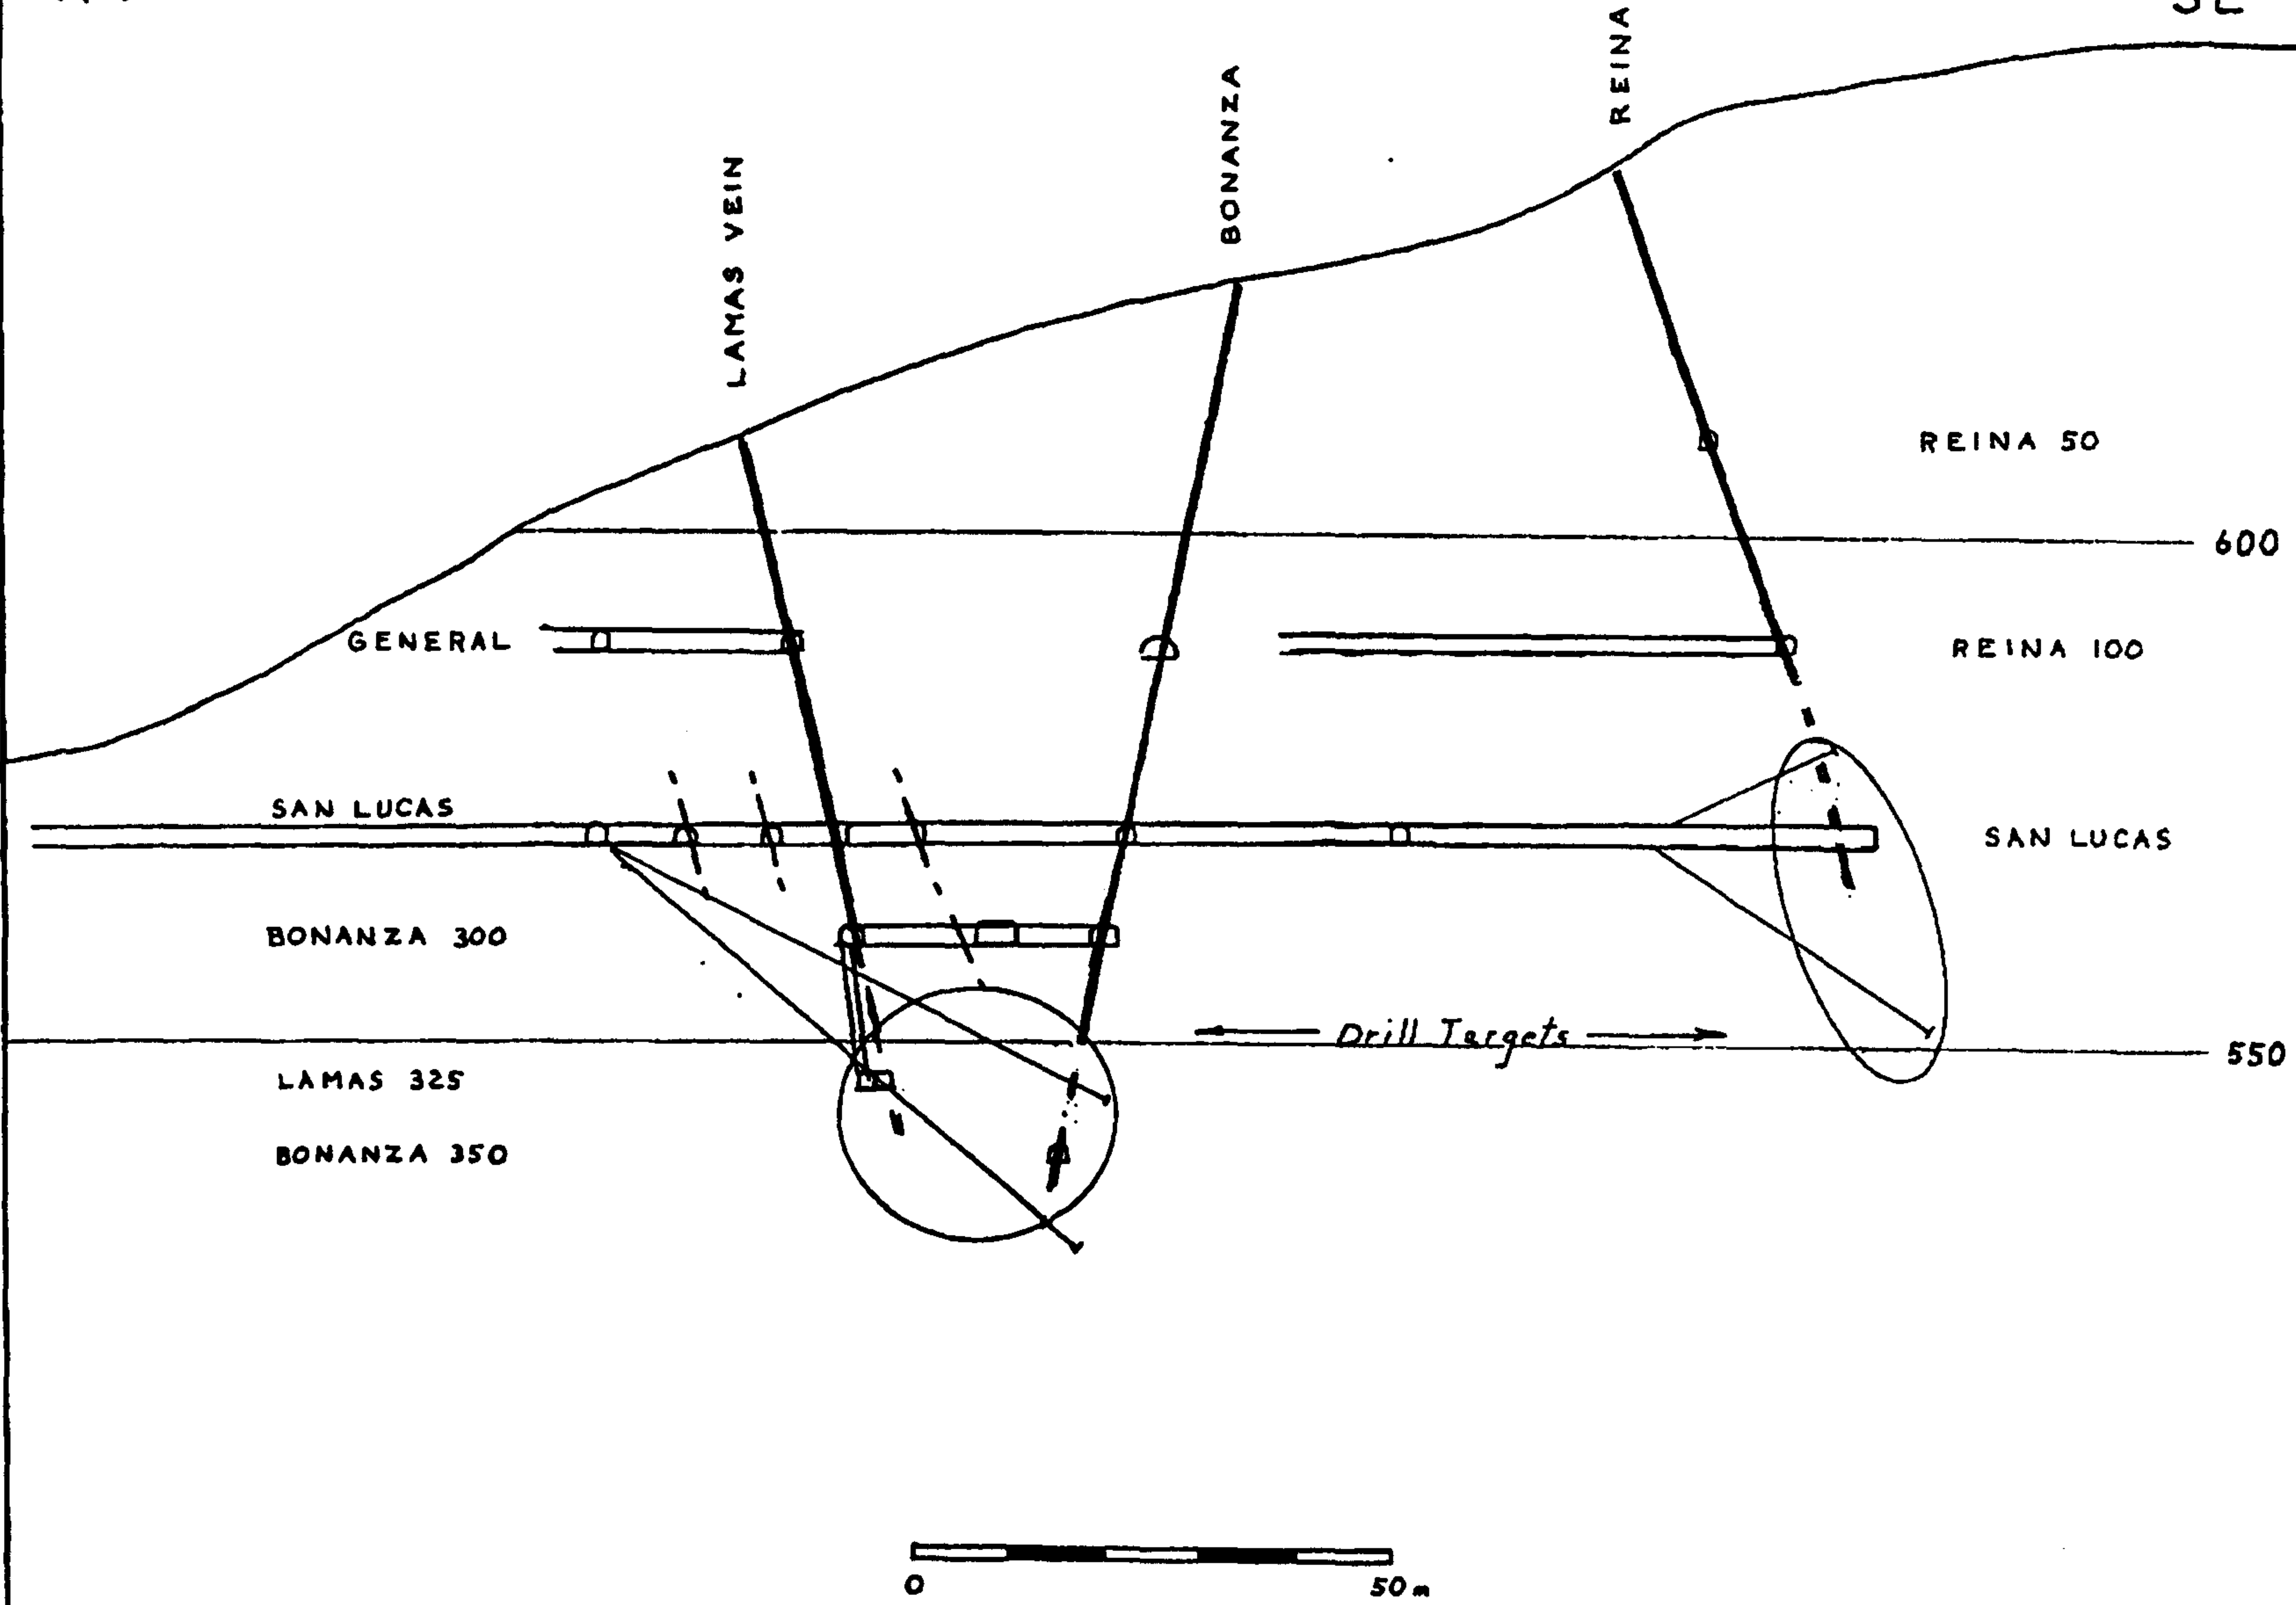 REINA
BONANZA
LAMAS VEIN
REINA 50
600
GENERAL
REINA 100
SAN LUCAS
SAN LUCAS
BONANZA 300
Drill Targets
550
LAMAS 325
BONANZA 350
0 50 m